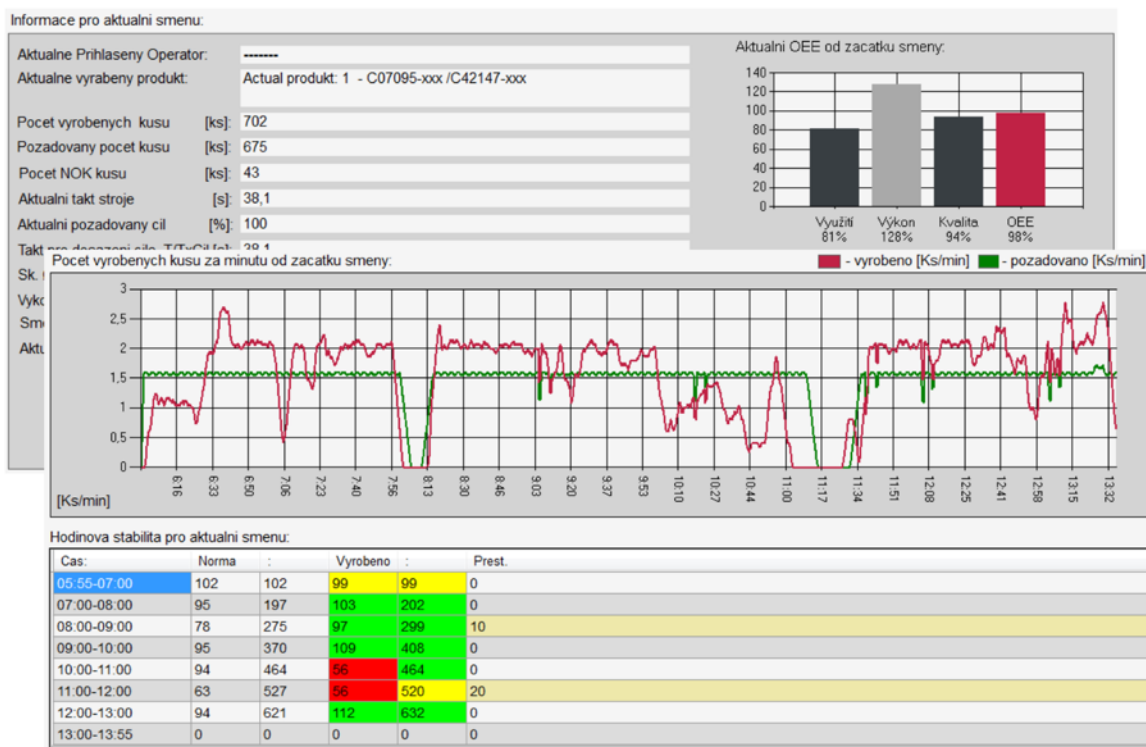 Informace pro aktualni smenu:
Aktualne Prihlaseny Operator: -------
Aktualne vyrabeny produkt: Actual produkt: 1 - C07095-xxx /C42147-xxx
Pocet vyrobenych kusu [ks]: 702
Pozadovany pocet kusu [ks]: 675
Pocet NOK kusu [ks]: 43
Aktualni takt stroje [s]: 38,1
Aktualni pozadovany cil [%]: 100
Sk.
Aktualni OEE od zacatku smeny:
140
120
100
80
60
40
20
0
Využití Výkon Kvalita OEE
81% 128% 94% 98%
Pocet vyrobenych kusu za minutu od zacatku smeny:
- vyrobeno [Ks/min] - pozadovano [Ks/min]
3
2,5
2
1,5
1
0,5
0
6:16 6:33 6:50 7:06 7:23 7:40 7:56 8:13 8:30 8:46 9:03 9:20 9:37 9:53 10:10 10:27 10:44 11:00 11:17 11:34 11:51 12:08 12:25 12:41 12:58 13:15 13:32
[Ks/min]
Hodinova stabilita pro aktualni smenu:
Cas: Norma : Vyrobeno : Prest.
05:55-07:00 102 102 99 99 0
07:00-08:00 95 197 103 202 0
08:00-09:00 78 275 97 299 10
09:00-10:00 95 370 109 408 0
10:00-11:00 94 464 56 464 0
11:00-12:00 63 527 56 520 20
12:00-13:00 94 621 112 632 0
13:00-13:55 0 0 0 0 0